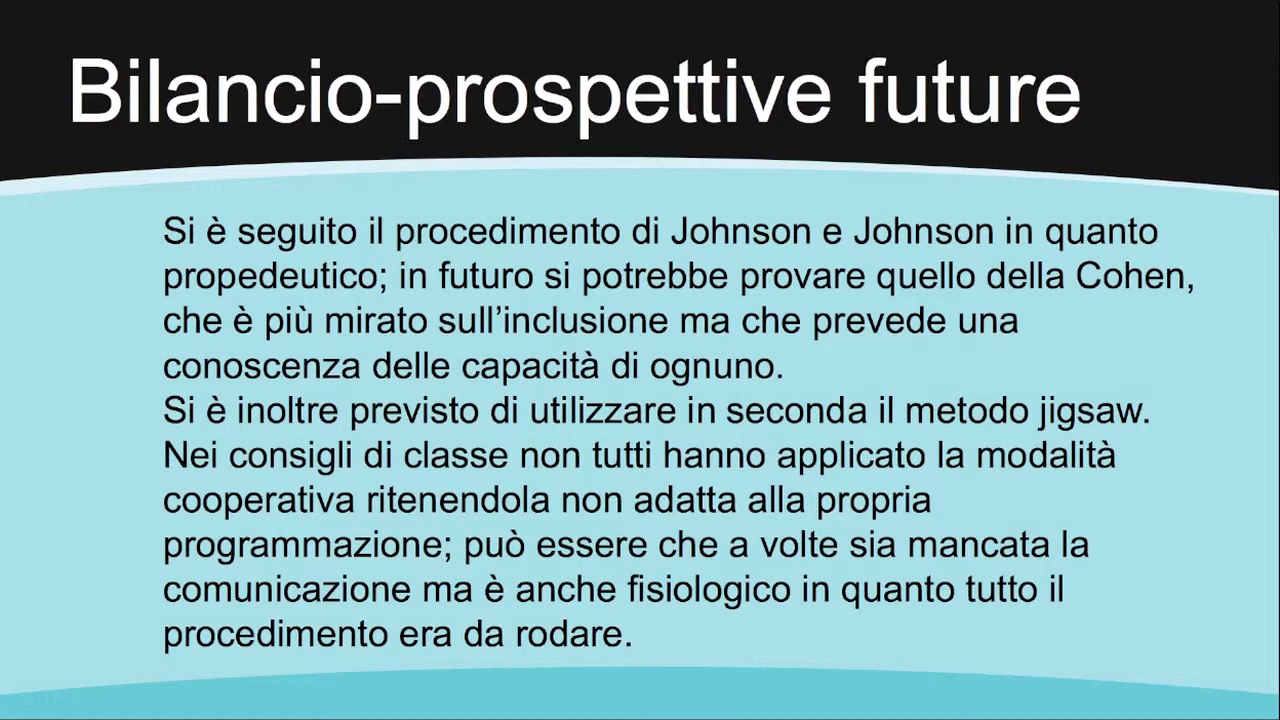 Bilancio-prospettive future
Si è seguito il procedimento di Johnson e Johnson in quanto
propedeutico; in futuro si potrebbe provare quello della Cohen,
che è più mirato sull’inclusione ma che prevede una
conoscenza delle capacità di ognuno.
Si è inoltre previsto di utilizzare in seconda il metodo jigsaw.
Nei consigli di classe non tutti hanno applicato la modalità
cooperativa ritenendola non adatta alla propria
programmazione; può essere che a volte sia mancata la
comunicazione ma è anche fisiologico in quanto tutto il
procedimento era da rodare.